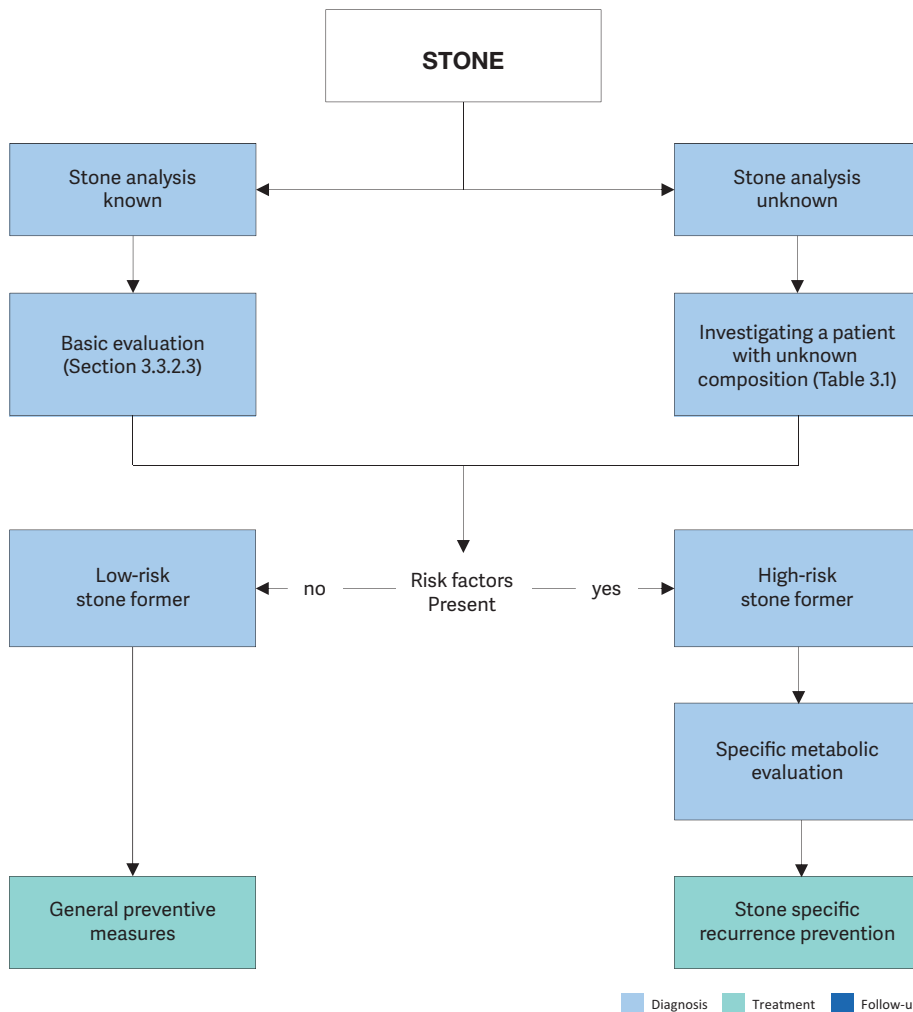 STONE
Stone analysis
known
Stone analysis
unknown
Basic evaluation
(Section 3.3.2.3)
Investigating a patient
with unknown
composition (Table 3.1)
Low-risk
stone former
no
Risk factors
Present
yes
High-risk
stone former
Specific metabolic
evaluation
General preventive
measures
Stone specific
recurrence prevention
Diagnosis Treatment Follow-u